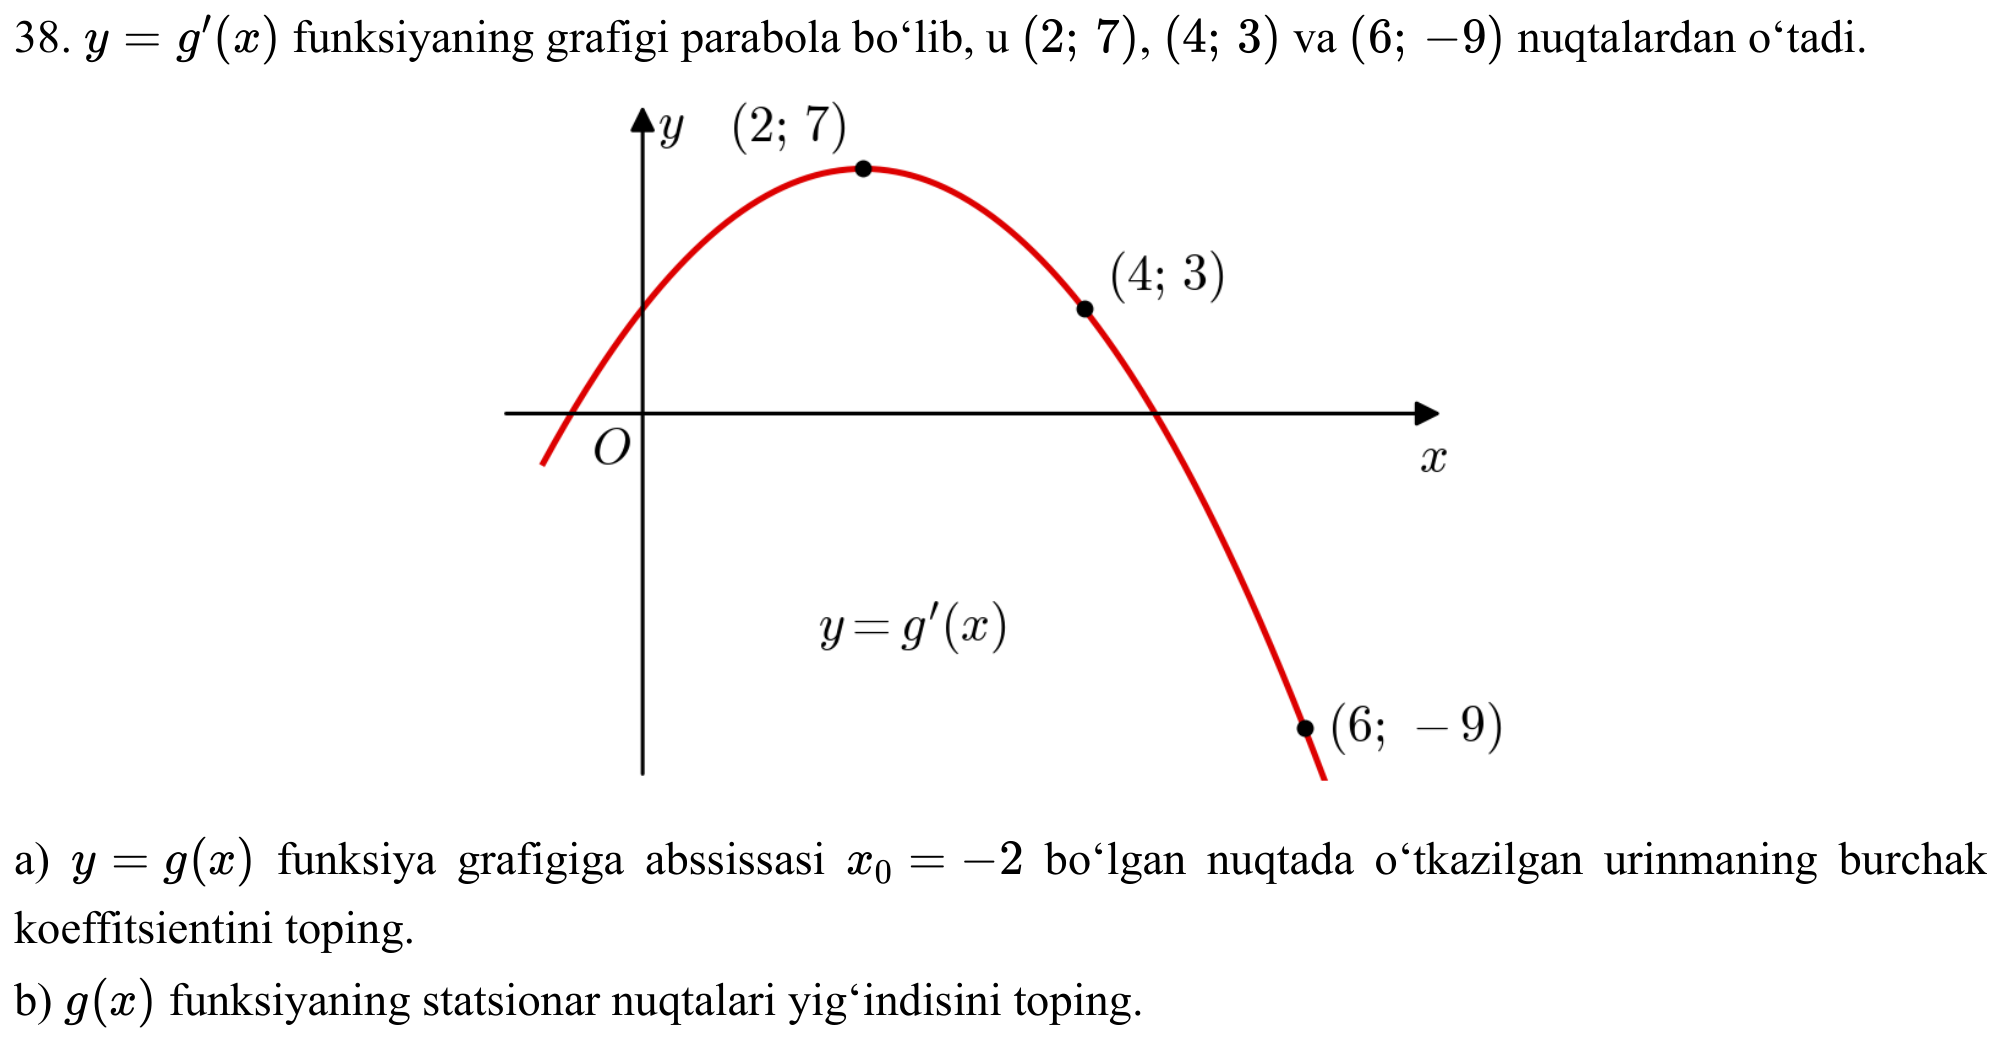 38. y = g′(x) funksiyaning grafigi parabola bo‘lib, u (2; 7), (4; 3) va (6; −9) nuqtalardan o‘tadi.
y (2; 7)
(4; 3)
O
x
y=g′(x)
(6; −9)
a) y = g(x) funksiya grafigiga abssissasi x₀ = −2 bo‘lgan nuqtada o‘tkazilgan urinmaning burchak
koeffitsientini toping.
b) g(x) funksiyaning statsionar nuqtalari yig‘indisini toping.